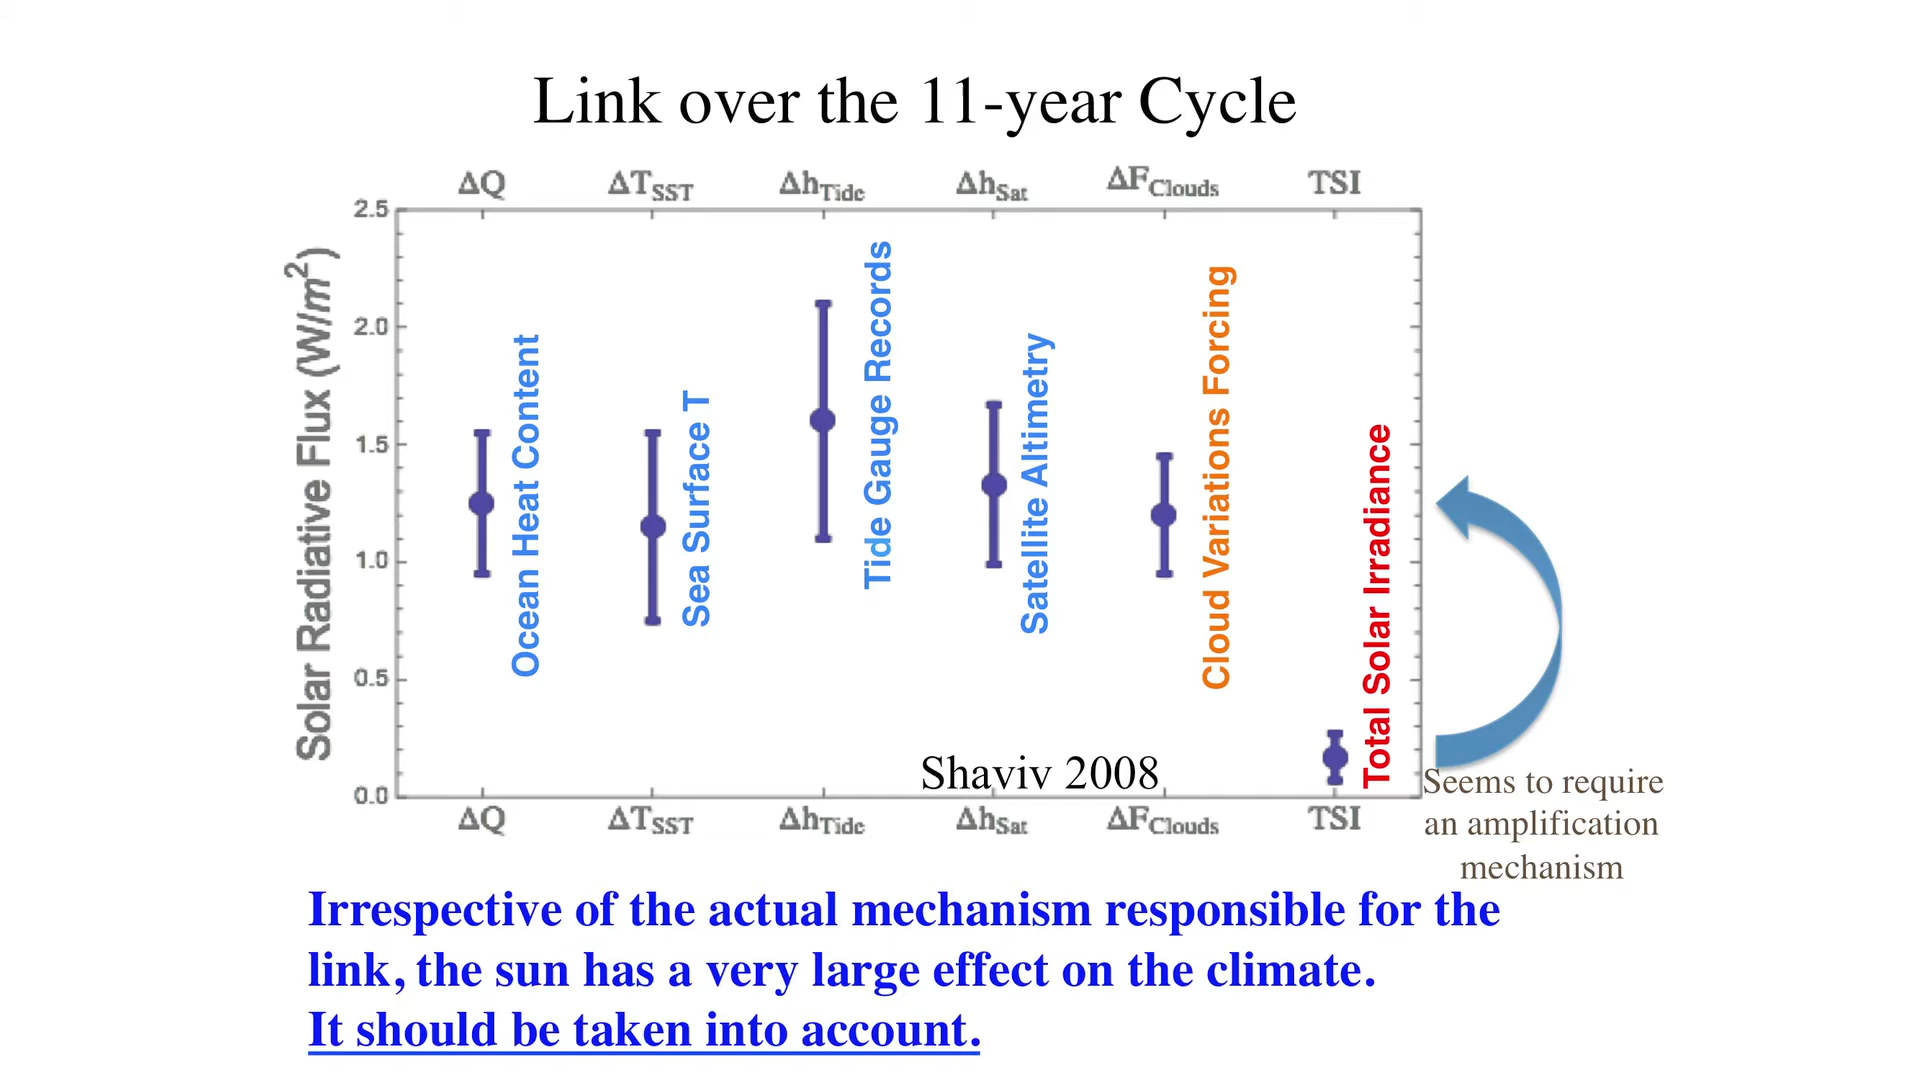 Link over the 11-year Cycle
ΔQ ΔT_SST Δh_Tide Δh_Sat ΔF_Clouds TSI
Solar Radiative Flux (W/m²)
2.5
2.0
1.5
1.0
0.5
0.0
Ocean Heat Content
Sea Surface T
Tide Gauge Records
Satellite Altimetry
Cloud Variations Forcing
Total Solar Irradiance
Shaviv 2008
ΔQ ΔT_SST Δh_Tide Δh_Sat ΔF_Clouds TSI
Seems to require
an amplification
mechanism
Irrespective of the actual mechanism responsible for the
link, the sun has a very large effect on the climate.
It should be taken into account.